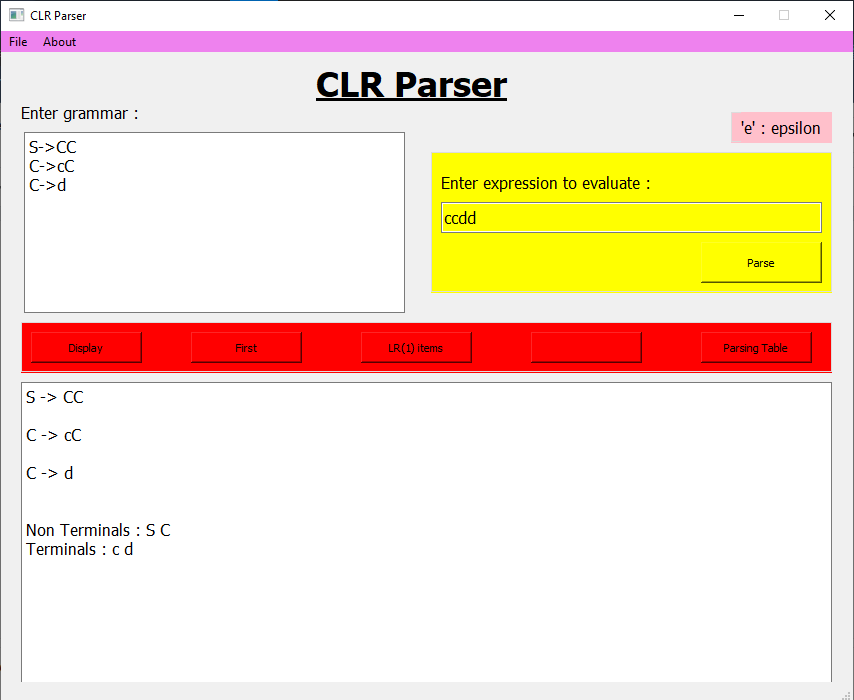 CLR Parser
File About
CLR Parser
Enter grammar :
'e' : epsilon
S->CC
C->cC
C->d
Enter expression to evaluate :
ccdd
Parse
Display First LR(1) items Parsing Table
S -> CC
C -> cC
C -> d
Non Terminals : S C
Terminals : c d